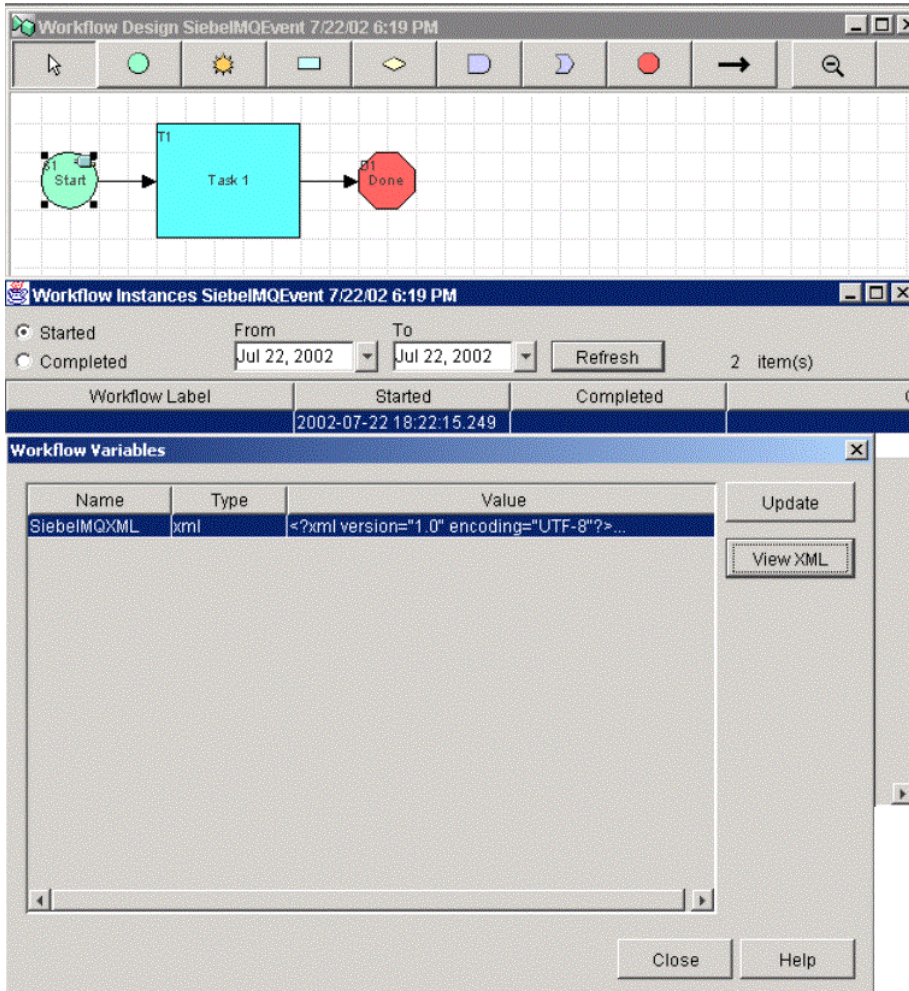 Workflow Design SiebelMQEvent 7/22/02 6:19 PM
S1
Start
T1
Task 1
D1
Done
Workflow Instances SiebelMQEvent 7/22/02 6:19 PM
Started
Completed
From
To
Jul 22, 2002
Jul 22, 2002
Refresh
2 item(s)
Workflow Label Started Completed
2002-07-22 18:22:15.249
Workflow Variables
Name Type Value
SiebelMQXML xml <?xml version="1.0" encoding="UTF-8"?>...
Update
View XML
Close Help